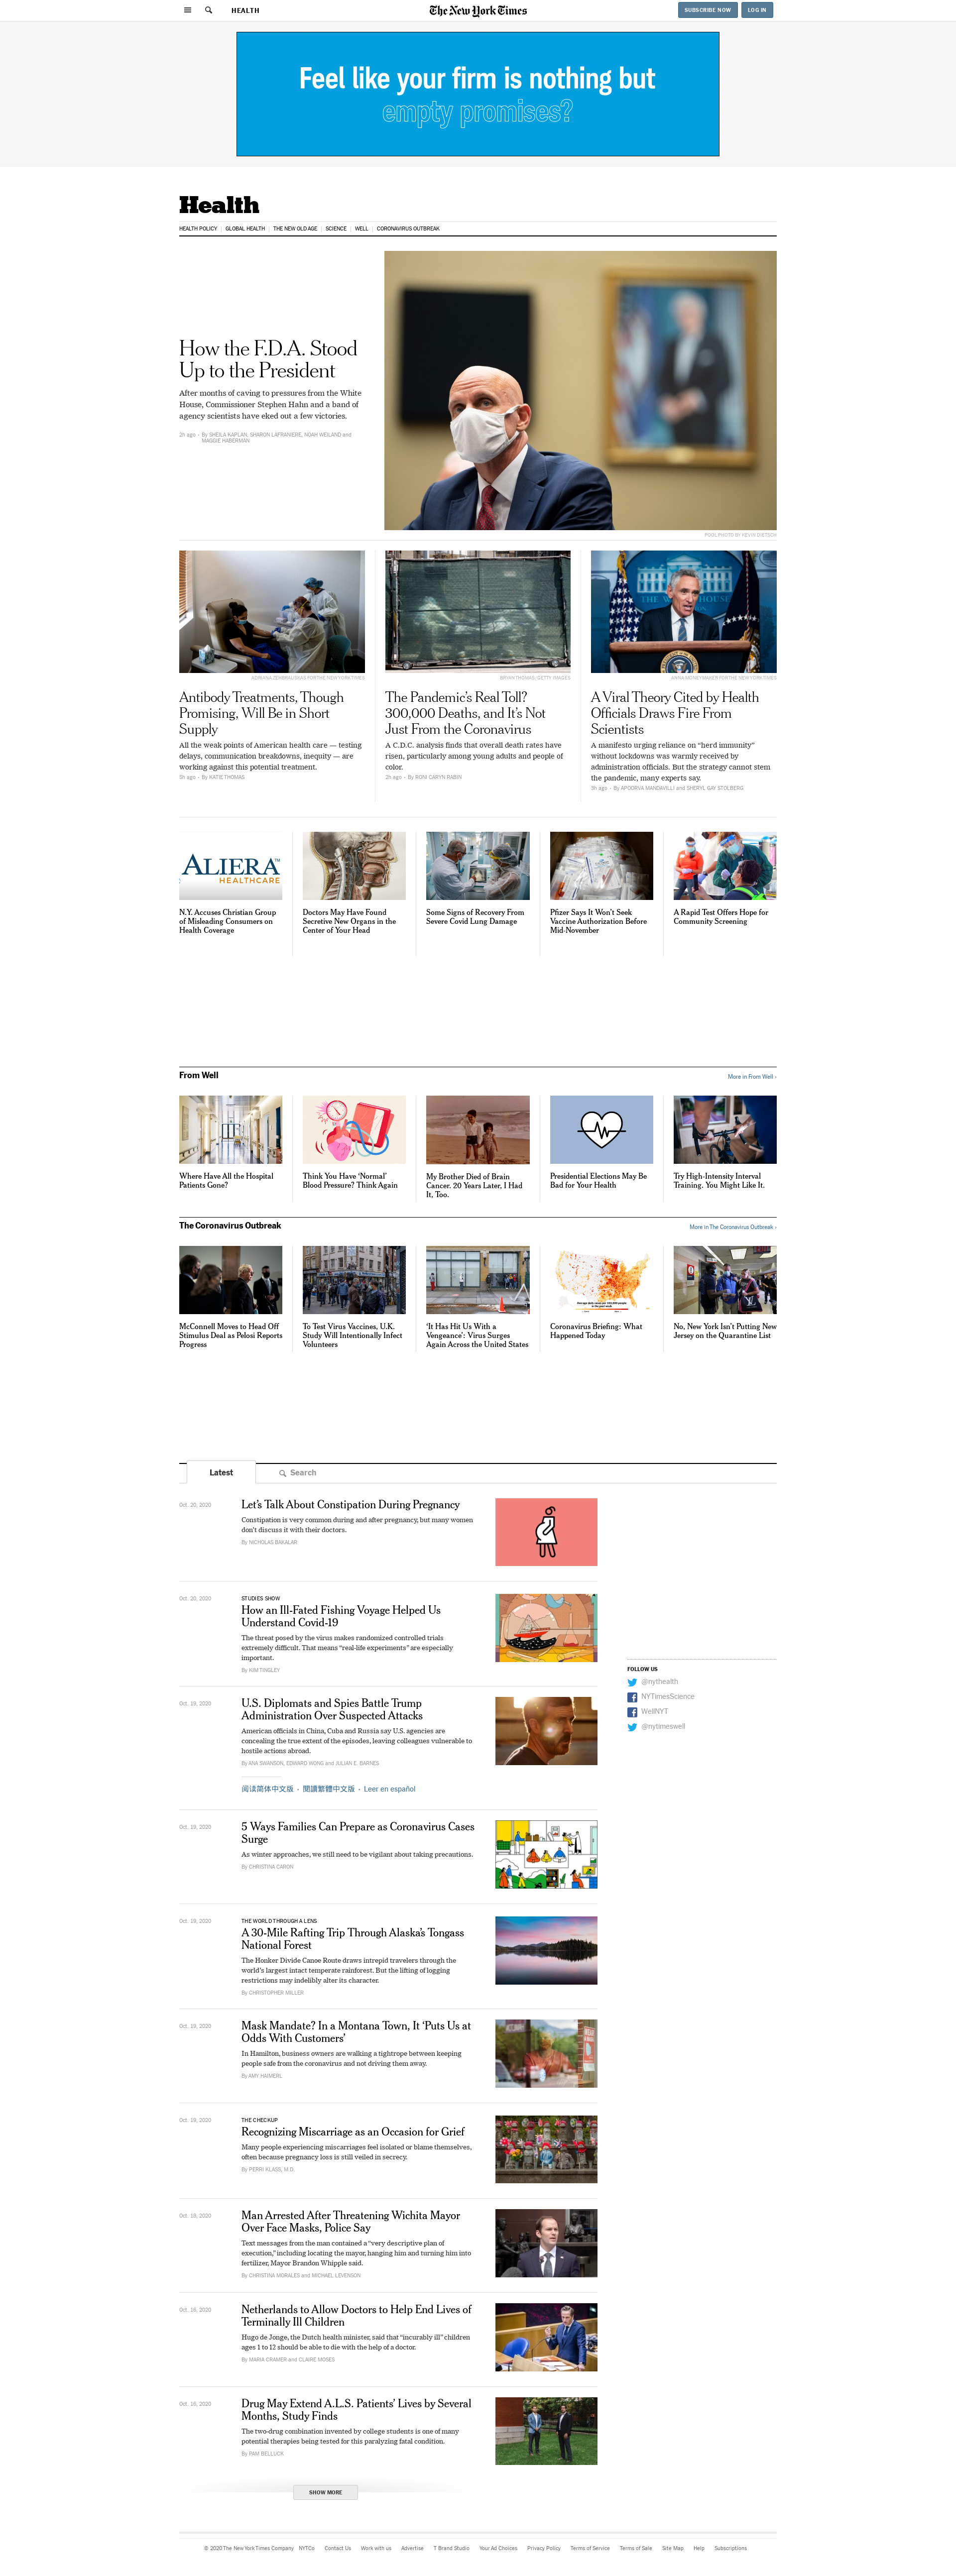 HEALTH
The New York Times
SUBSCRIBE NOW
LOG IN
Feel like your firm is nothing but
empty promises?
Health
HEALTH POLICY
GLOBAL HEALTH
THE NEW OLD AGE
SCIENCE
WELL
CORONAVIRUS OUTBREAK
How the F.D.A. Stood
Up to the President
After months of caving to pressures from the White
House, Commissioner Stephen Hahn and a band of
agency scientists have eked out a few victories.
2h ago - By SHEILA KAPLAN, SHARON LAFRANIERE, NOAH WEILAND and
MAGGIE HABERMAN
POOL PHOTO BY KEVIN DIETSCH
ADRIANA ZEHBRAUSKAS FOR THE NEW YORK TIMES
Antibody Treatments, Though
Promising, Will Be in Short
Supply
All the weak points of American health care — testing
delays, communication breakdowns, inequity — are
working against this potential treatment.
5h ago - By KATIE THOMAS
BRYAN THOMAS/GETTY IMAGES
The Pandemic's Real Toll?
300,000 Deaths, and It's Not
Just From the Coronavirus
A C.D.C. analysis finds that overall death rates have
risen, particularly among young adults and people of
color.
2h ago - By RONI CARYN RABIN
ANNA MONEYMAKER FOR THE NEW YORK TIMES
A Viral Theory Cited by Health
Officials Draws Fire From
Scientists
A manifesto urging reliance on “herd immunity”
without lockdowns was warmly received by
administration officials. But the strategy cannot stem
the pandemic, many experts say.
3h ago - By APOORVA MANDAVILLI and SHERYL GAY STOLBERG
ALIERA™
HEALTHCARE
N.Y. Accuses Christian Group
of Misleading Consumers on
Health Coverage
Doctors May Have Found
Secretive New Organs in the
Center of Your Head
Some Signs of Recovery From
Severe Covid Lung Damage
Pfizer Says It Won't Seek
Vaccine Authorization Before
Mid-November
A Rapid Test Offers Hope for
Community Screening
From Well
More in From Well ›
Where Have All the Hospital
Patients Gone?
Think You Have ‘Normal’
Blood Pressure? Think Again
My Brother Died of Brain
Cancer. 20 Years Later, I Had
It, Too.
Presidential Elections May Be
Bad for Your Health
Try High-Intensity Interval
Training. You Might Like It.
The Coronavirus Outbreak
More in The Coronavirus Outbreak ›
McConnell Moves to Head Off
Stimulus Deal as Pelosi Reports
Progress
To Test Virus Vaccines, U.K.
Study Will Intentionally Infect
Volunteers
‘It Has Hit Us With a
Vengeance’: Virus Surges
Again Across the United States
Coronavirus Briefing: What
Happened Today
No, New York Isn't Putting New
Jersey on the Quarantine List
Latest
Search
Oct. 20, 2020
Let's Talk About Constipation During Pregnancy
Constipation is very common during and after pregnancy, but many women
don't discuss it with their doctors.
By NICHOLAS BAKALAR
Oct. 20, 2020
STUDIES SHOW
How an Ill-Fated Fishing Voyage Helped Us
Understand Covid-19
The threat posed by the virus makes randomized controlled trials
extremely difficult. That means “real-life experiments” are especially
important.
By KIM TINGLEY
FOLLOW US
@nythealth
NYTimesScience
WellNYT
@nytimeswell
Oct. 19, 2020
U.S. Diplomats and Spies Battle Trump
Administration Over Suspected Attacks
American officials in China, Cuba and Russia say U.S. agencies are
concealing the true extent of the episodes, leaving colleagues vulnerable to
hostile actions abroad.
By ANA SWANSON, EDWARD WONG and JULIAN E. BARNES
阅读简体中文版 • 閱讀繁體中文版 • Leer en español
Oct. 19, 2020
5 Ways Families Can Prepare as Coronavirus Cases
Surge
As winter approaches, we still need to be vigilant about taking precautions.
By CHRISTINA CARON
Oct. 19, 2020
THE WORLD THROUGH A LENS
A 30-Mile Rafting Trip Through Alaska's Tongass
National Forest
The Honker Divide Canoe Route draws intrepid travelers through the
world's largest intact temperate rainforest. But the lifting of logging
restrictions may indelibly alter its character.
By CHRISTOPHER MILLER
Oct. 19, 2020
Mask Mandate? In a Montana Town, It ‘Puts Us at
Odds With Customers’
In Hamilton, business owners are walking a tightrope between keeping
people safe from the coronavirus and not driving them away.
By AMY HAIMERL
Oct. 19, 2020
THE CHECKUP
Recognizing Miscarriage as an Occasion for Grief
Many people experiencing miscarriages feel isolated or blame themselves,
often because pregnancy loss is still veiled in secrecy.
By PERRI KLASS, M.D.
Oct. 18, 2020
Man Arrested After Threatening Wichita Mayor
Over Face Masks, Police Say
Text messages from the man contained a “very descriptive plan of
execution,” including locating the mayor, hanging him and turning him into
fertilizer, Mayor Brandon Whipple said.
By CHRISTINA MORALES and MICHAEL LEVENSON
Oct. 16, 2020
Netherlands to Allow Doctors to Help End Lives of
Terminally Ill Children
Hugo de Jonge, the Dutch health minister, said that “incurably ill” children
ages 1 to 12 should be able to die with the help of a doctor.
By MARIA CRAMER and CLAIRE MOSES
Oct. 16, 2020
Drug May Extend A.L.S. Patients' Lives by Several
Months, Study Finds
The two-drug combination invented by college students is one of many
potential therapies being tested for this paralyzing fatal condition.
By PAM BELLUCK
SHOW MORE
© 2020 The New York Times Company
NYTCo
Contact Us
Work with us
Advertise
T Brand Studio
Your Ad Choices
Privacy Policy
Terms of Service
Terms of Sale
Site Map
Help
Subscriptions